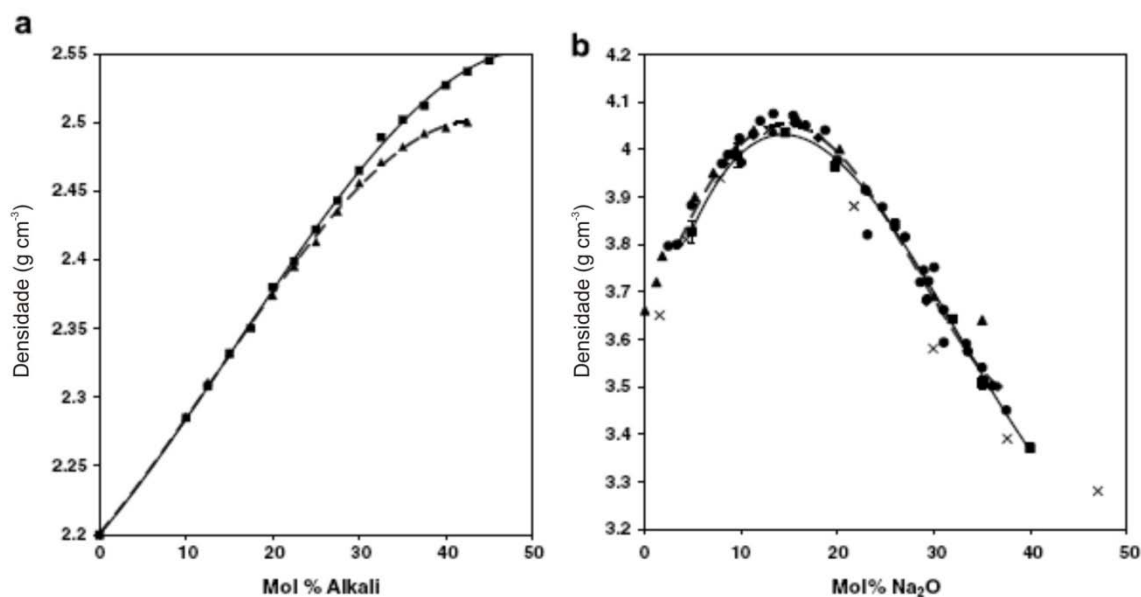 a
2.55
2.5
2.45
2.4
2.35
2.3
2.25
2.2
0 10 20 30 40 50
Densidade (g cm⁻³)
Mol % Alkali
b
4.2
4.1
4
3.9
3.8
3.7
3.6
3.5
3.4
3.3
3.2
0 10 20 30 40 50
Densidade (g cm⁻³)
Mol% Na₂O